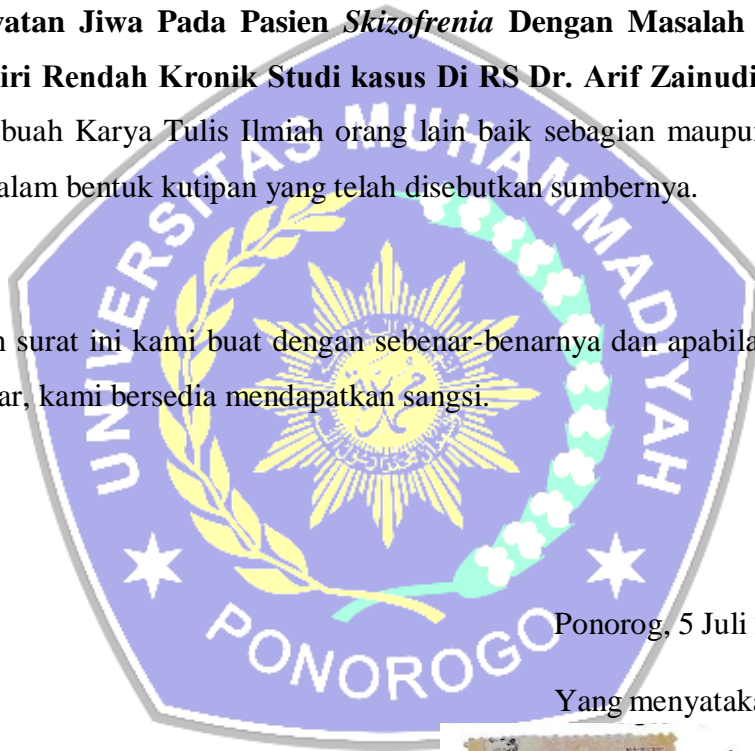 watan Jiwa Pada Pasien Skizofrenia Dengan Masalah
iri Rendah Kronik Studi kasus Di RS Dr. Arif Zainudi
buah Karya Tulis Ilmiah orang lain baik sebagian maupu
alam bentuk kutipan yang telah disebutkan sumbernya.
UNIVERSITAS MUHAMMADIYAH
n surat ini kami buat dengan sebenar-benarnya dan apabila
ar, kami bersedia mendapatkan sangsi.
PONOROGO
Ponorog, 5 Juli
Yang menyataka